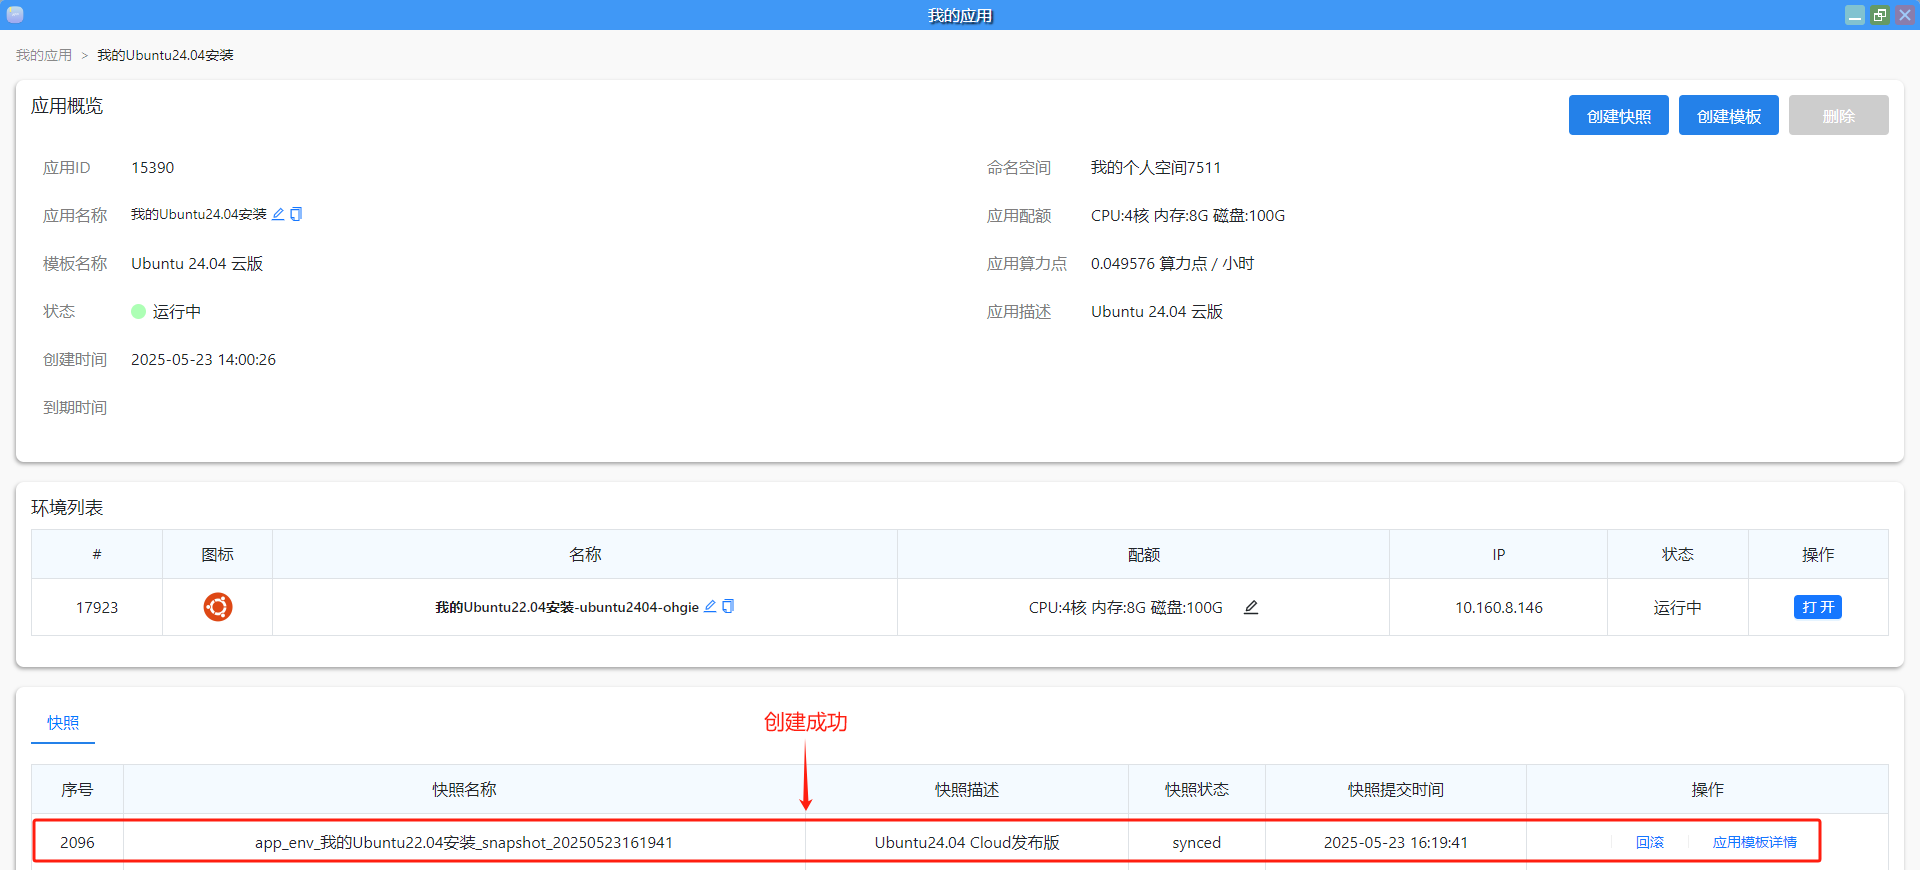 我的应用
我的应用 > 我的Ubuntu24.04安装
应用概览
创建快照 创建模板 删除
应用ID 15390 命名空间 我的个人空间7511
应用名称 我的Ubuntu24.04安装 应用配额 CPU:4核 内存:8G 磁盘:100G
模板名称 Ubuntu 24.04 云版 应用算力点 0.049576 算力点 / 小时
状态 运行中 应用描述 Ubuntu 24.04 云版
创建时间 2025-05-23 14:00:26
到期时间
环境列表
# 图标 名称 配额 IP 状态 操作
17923 我的Ubuntu22.04安装-ubuntu2404-ohgie CPU:4核 内存:8G 磁盘:100G 10.160.8.146 运行中 打 开
快照
创建成功
序号 快照名称 快照描述 快照状态 快照提交时间 操作
2096 app_env_我的Ubuntu22.04安装_snapshot_20250523161941 Ubuntu24.04 Cloud发布版 synced 2025-05-23 16:19:41 回滚 应用模板详情